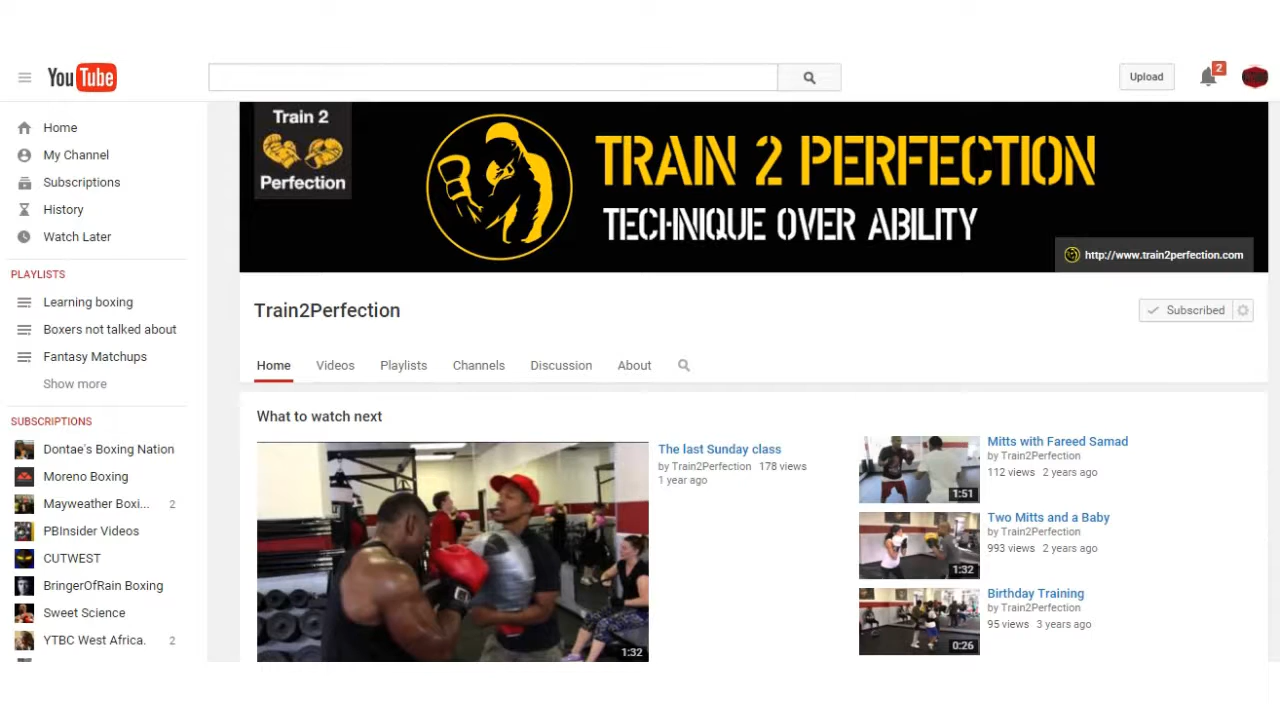 YouTube
Upload
2
Home
My Channel
Subscriptions
History
Watch Later
PLAYLISTS
Learning boxing
Boxers not talked about
Fantasy Matchups
Show more
SUBSCRIPTIONS
Dontae's Boxing Nation
Moreno Boxing
Mayweather Boxi... 2
PBInsider Videos
CUTWEST
BringerOfRain Boxing
Sweet Science
YTBC West Africa. 2
Train 2
Perfection
TRAIN 2 PERFECTION
TECHNIQUE OVER ABILITY
http://www.train2perfection.com
Train2Perfection
Subscribed
Home Videos Playlists Channels Discussion About
What to watch next
1:32
The last Sunday class
by Train2Perfection 178 views
1 year ago
1:51
Mitts with Fareed Samad
by Train2Perfection
112 views 2 years ago
1:32
Two Mitts and a Baby
by Train2Perfection
993 views 2 years ago
0:26
Birthday Training
by Train2Perfection
95 views 3 years ago